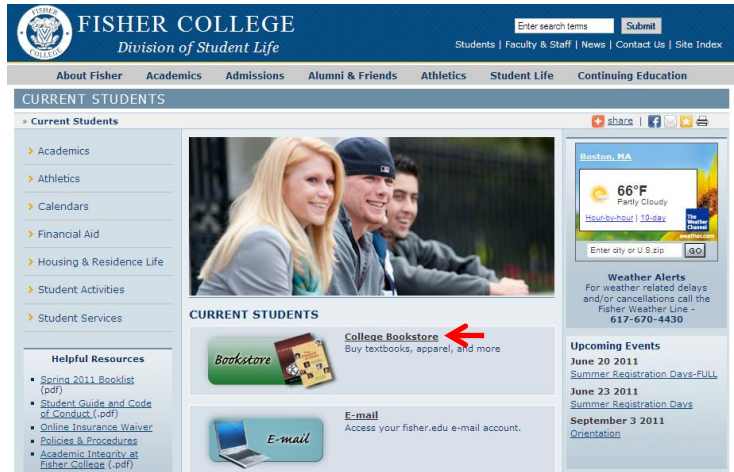 FISHER
COLLEGE
FISHER COLLEGE
Division of Student Life
Enter search terms
Submit
Students | Faculty & Staff | News | Contact Us | Site Index
About Fisher Academics Admissions Alumni & Friends Athletics Student Life Continuing Education
CURRENT STUDENTS
» Current Students
share |
Academics
Athletics
Calendars
Financial Aid
Housing & Residence Life
Student Activities
Student Services
Helpful Resources
Spring 2011 Booklist
(pdf)
Student Guide and Code
of Conduct (.pdf)
Online Insurance Waiver
Policies & Procedures
Academic Integrity at
Fisher College (.pdf)
CURRENT STUDENTS
Bookstore
College Bookstore
Buy textbooks, apparel, and more
E-mail
E-mail
Access your fisher.edu e-mail account.
Boston, MA
66°F
Partly Cloudy
Hour-by-hour | 10-day
The
Weather
Channel
weather.com
Enter city or U.S.zip
GO
Weather Alerts
For weather related delays
and/or cancellations call the
Fisher Weather Line -
617-670-4430
Upcoming Events
June 20 2011
Summer Registration Days-FULL
June 23 2011
Summer Registration Days
September 3 2011
Orientation